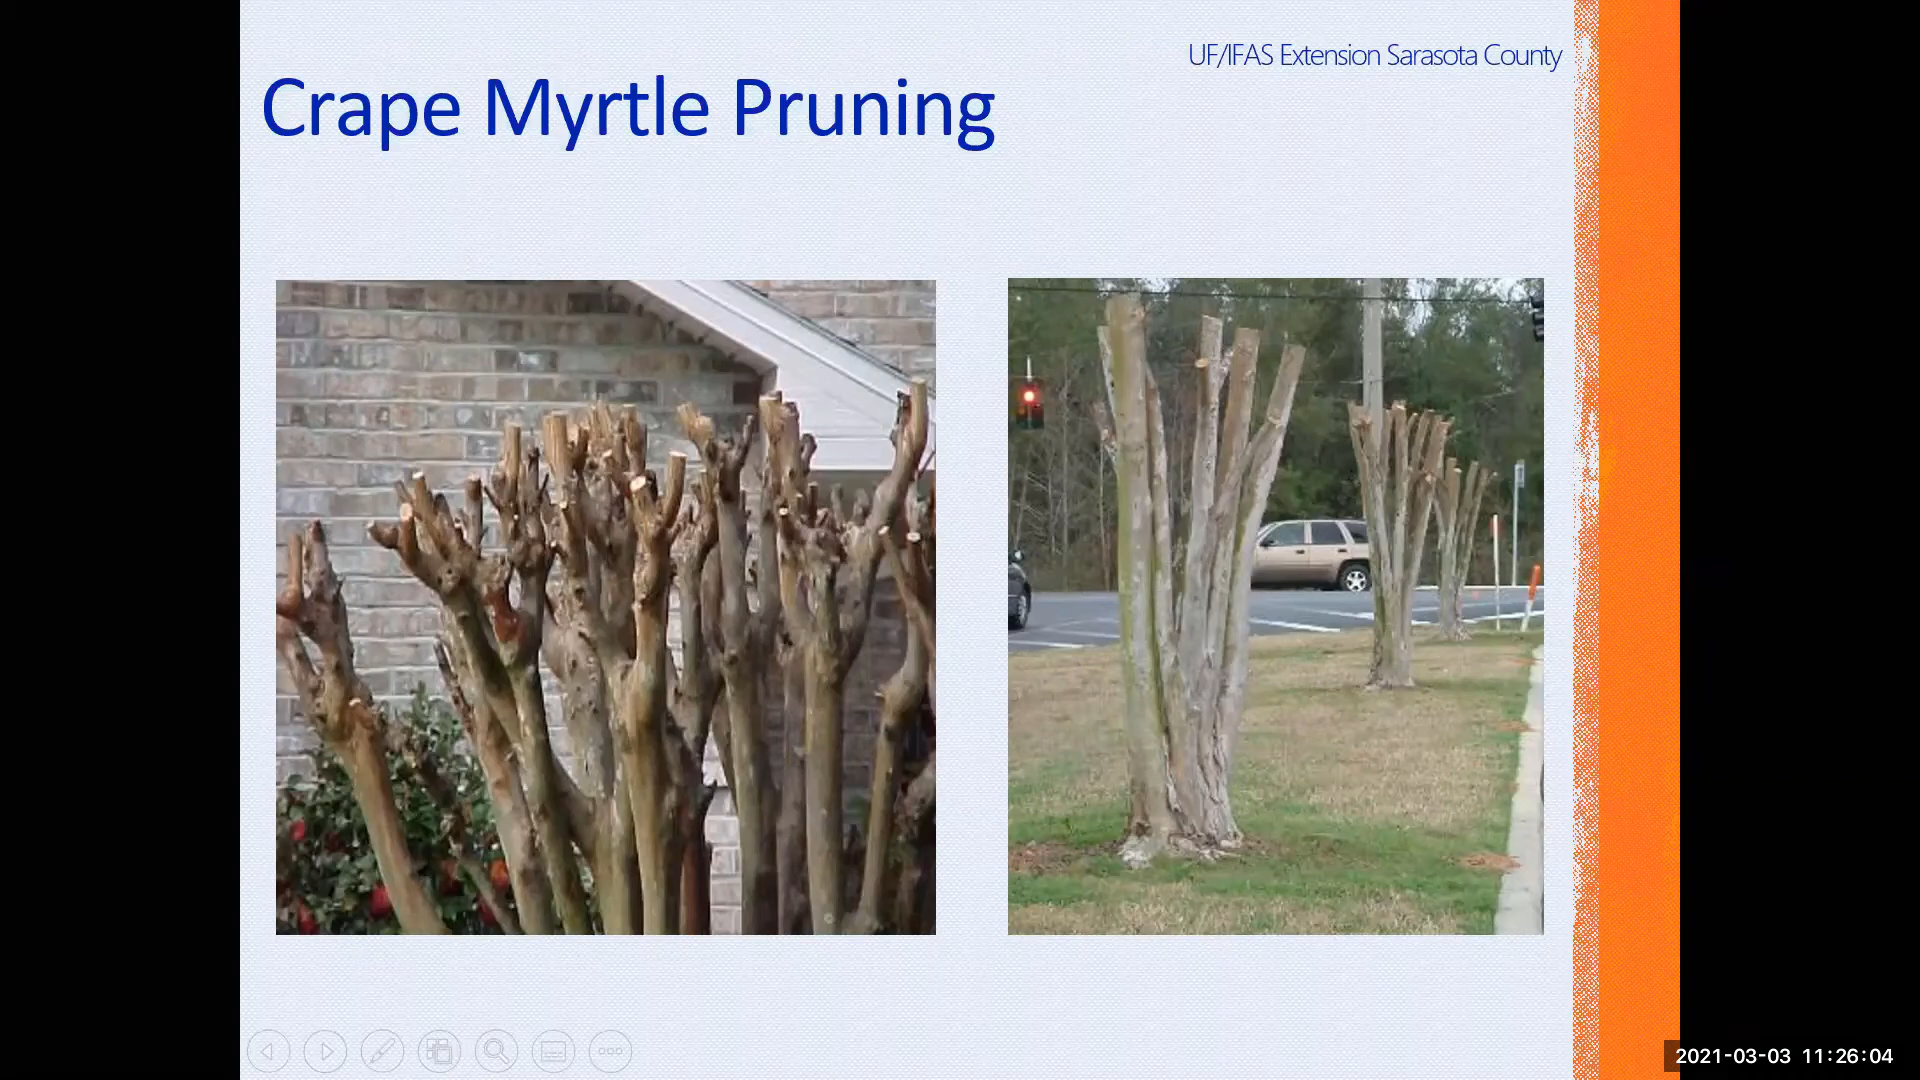 UF/IFAS Extension Sarasota County
Crape Myrtle Pruning
2021-03-03 11:26:04